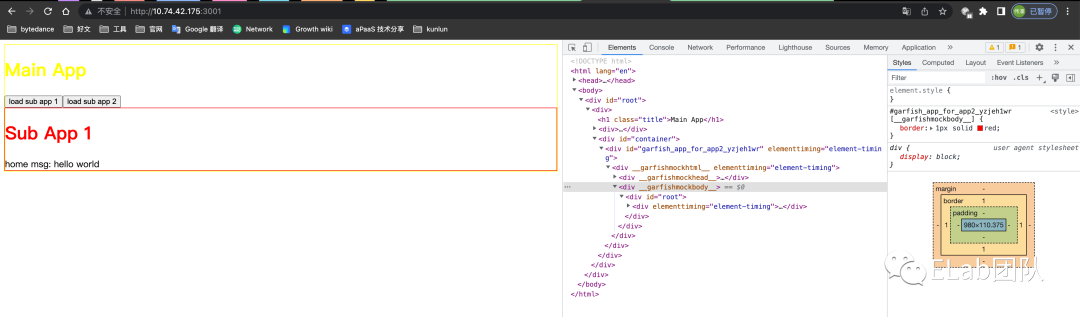 不安全 | http://10.74.42.175:3001
已暂停
bytedance 好文 工具 官网 Google 翻译 Network Growth wiki aPaaS 技术分享 kunlun
Main App
load sub app 1 load sub app 2
Sub App 1
home msg: hello world
Elements Console Network Performance Lighthouse Sources Memory Application » 1 1
<!DOCTYPE html>
<html lang="en">
<head>…</head>
<body>
<div id="root">
<div>
<h1 class="title">Main App</h1>
<div>…</div>
<div id="container">
<div id="garfish_app_for_app2_yzjeh1wr" elementtiming="element-timin
g">
<div __garfishmockhtml__ elementtiming="element-timing">
<div __garfishmockhead__>…</div>
… <div __garfishmockbody__> == $0
<div id="root">
<div elementtiming="element-timing">…</div>
</div>
</div>
</div>
</div>
</div>
</div>
</div>
</body>
</html>
Styles Computed Layout Event Listeners »
Filter :hov .cls +
element.style {
}
#garfish_app_for_app2_yzjeh1wr <style>
[__garfishmockbody__] {
border: 1px solid red;
}
div { user agent stylesheet
display: block;
}
margin -
border 1
padding -
- 1 - 980×110.375 - 1 -
-
1
-
ELab团队